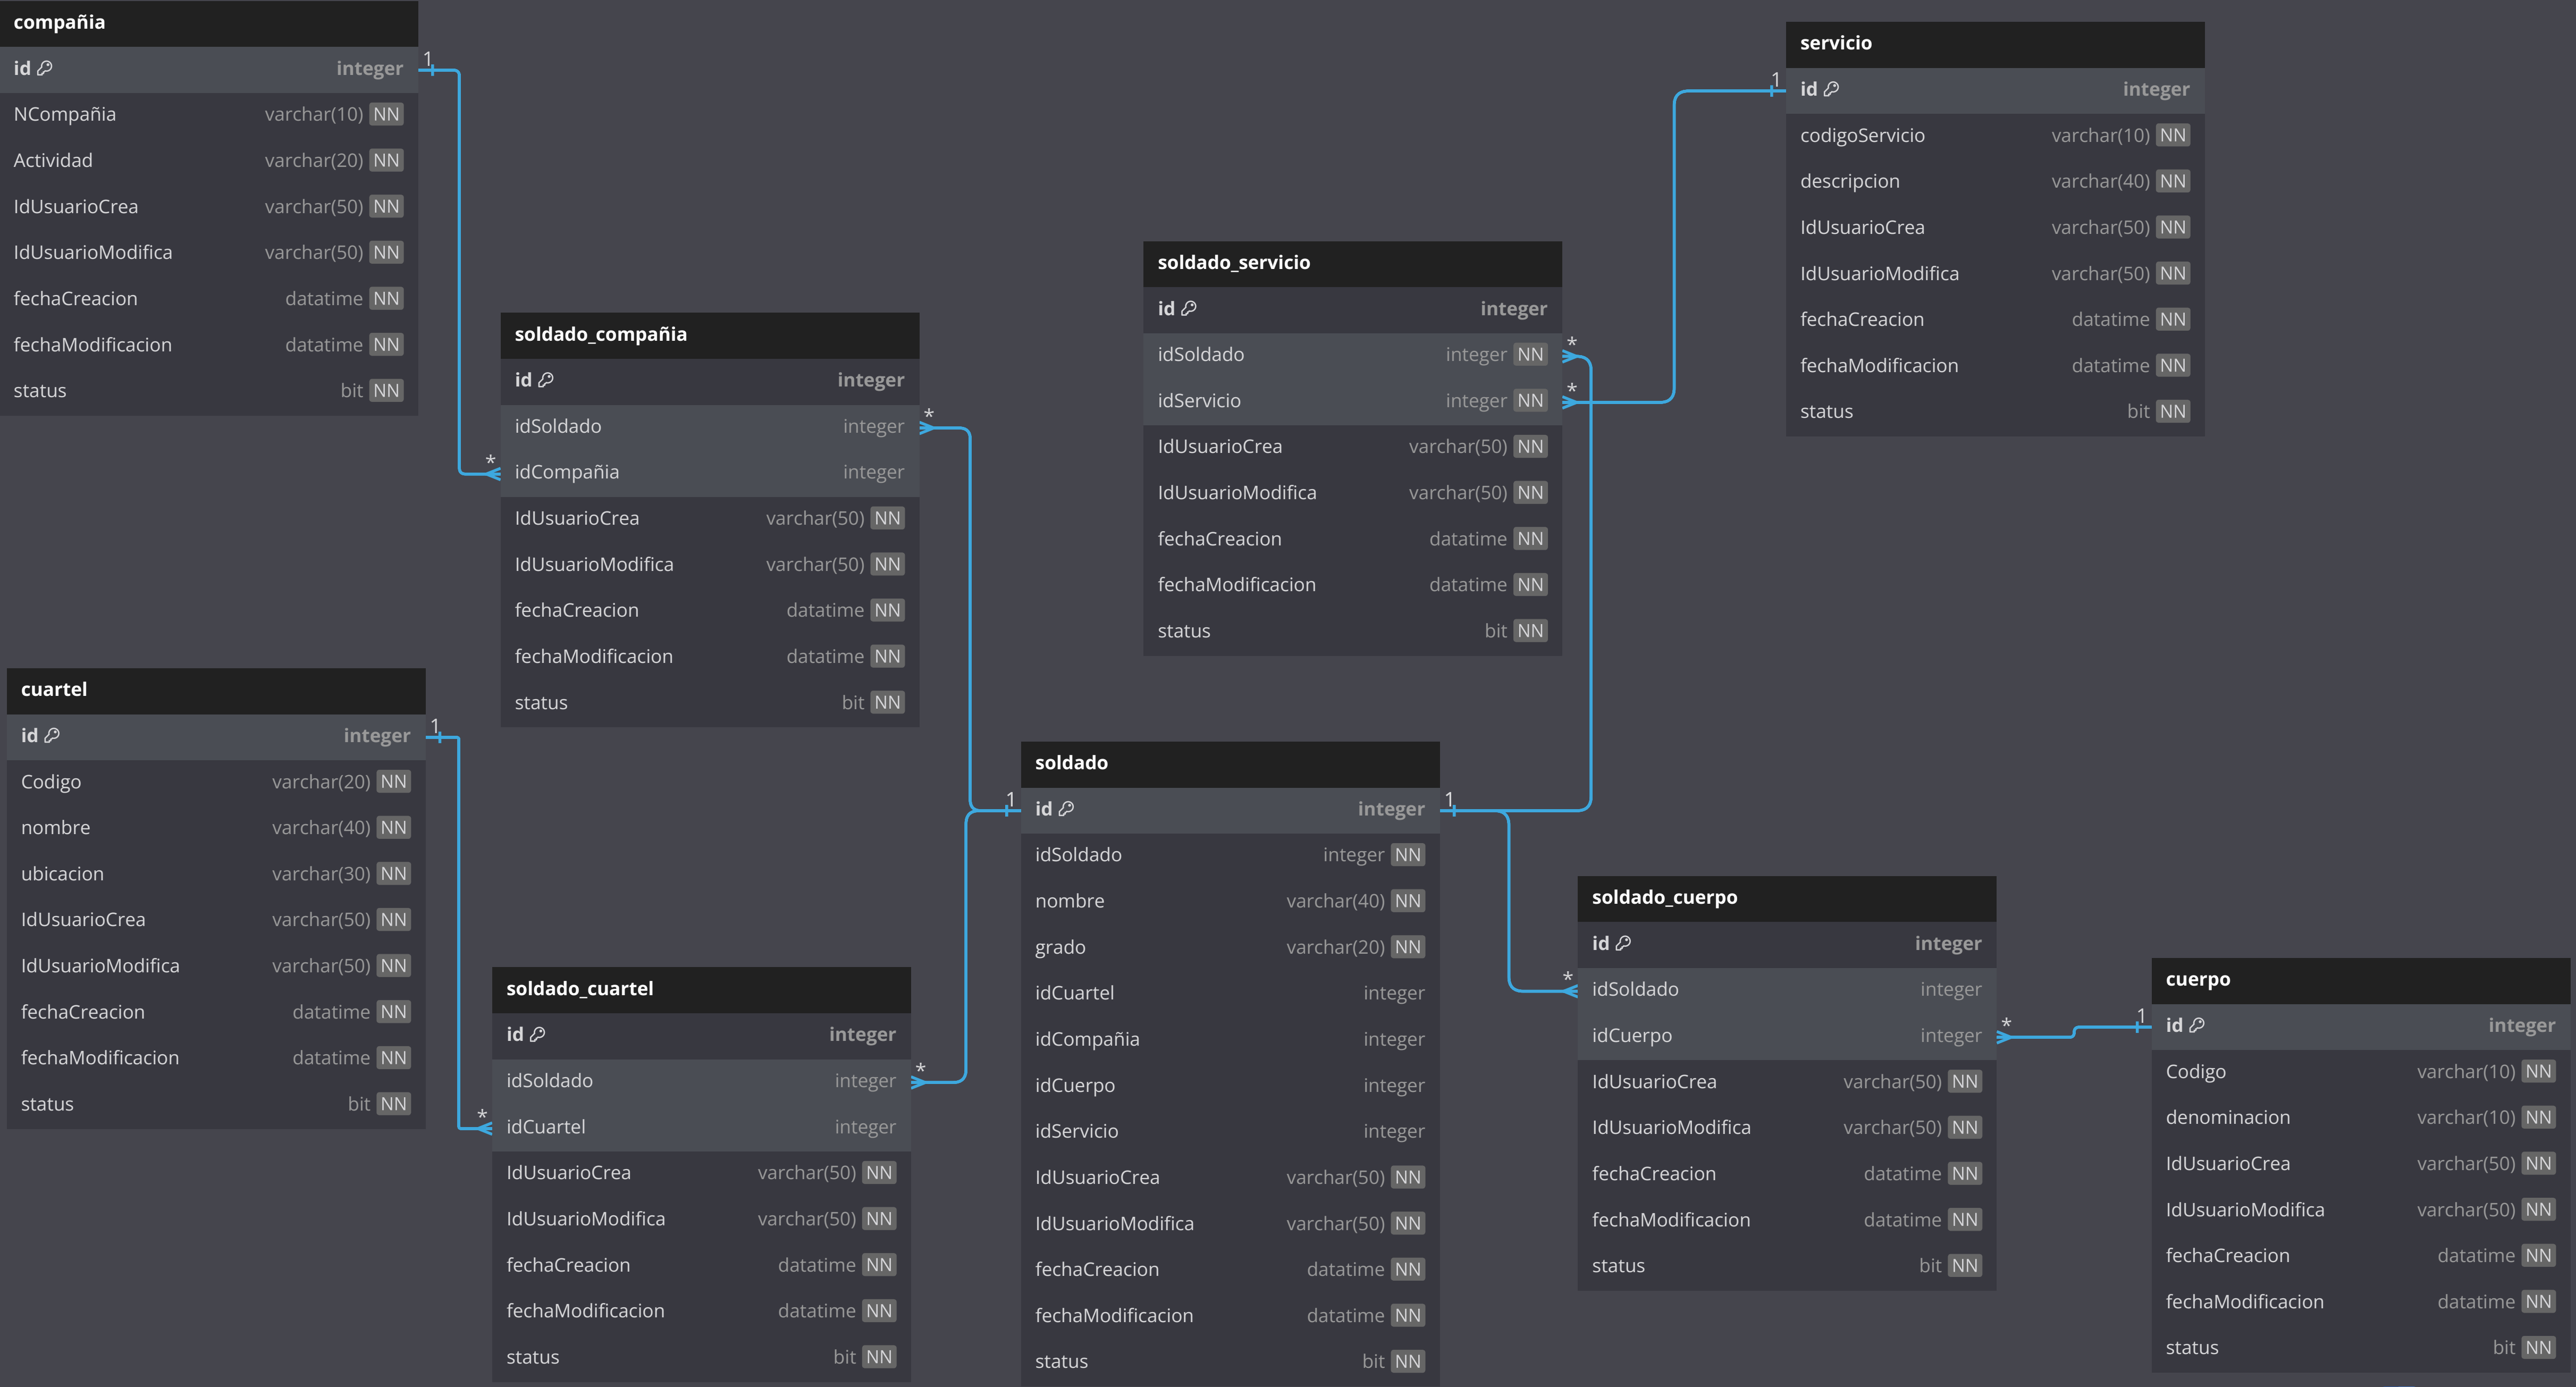 compañia
id integer
NCompañia varchar(10) NN
Actividad varchar(20) NN
IdUsuarioCrea varchar(50) NN
IdUsuarioModifica varchar(50) NN
fechaCreacion datatime NN
fechaModificacion datatime NN
status bit NN
1
*
soldado_compañia
id integer
idSoldado integer
idCompañia integer
IdUsuarioCrea varchar(50) NN
IdUsuarioModifica varchar(50) NN
fechaCreacion datatime NN
fechaModificacion datatime NN
status bit NN
*
soldado_servicio
id integer
idSoldado integer NN
idServicio integer NN
IdUsuarioCrea varchar(50) NN
IdUsuarioModifica varchar(50) NN
fechaCreacion datatime NN
fechaModificacion datatime NN
status bit NN
*
*
1
servicio
id integer
codigoServicio varchar(10) NN
descripcion varchar(40) NN
IdUsuarioCrea varchar(50) NN
IdUsuarioModifica varchar(50) NN
fechaCreacion datatime NN
fechaModificacion datatime NN
status bit NN
cuartel
id integer
Codigo varchar(20) NN
nombre varchar(40) NN
ubicacion varchar(30) NN
IdUsuarioCrea varchar(50) NN
IdUsuarioModifica varchar(50) NN
fechaCreacion datatime NN
fechaModificacion datatime NN
status bit NN
1
*
soldado_cuartel
id integer
idSoldado integer
idCuartel integer
IdUsuarioCrea varchar(50) NN
IdUsuarioModifica varchar(50) NN
fechaCreacion datatime NN
fechaModificacion datatime NN
status bit NN
*
1
soldado
id integer
idSoldado integer NN
nombre varchar(40) NN
grado varchar(20) NN
idCuartel integer
idCompañia integer
idCuerpo integer
idServicio integer
IdUsuarioCrea varchar(50) NN
IdUsuarioModifica varchar(50) NN
fechaCreacion datatime NN
fechaModificacion datatime NN
status bit NN
1
*
soldado_cuerpo
id integer
idSoldado integer
idCuerpo integer
IdUsuarioCrea varchar(50) NN
IdUsuarioModifica varchar(50) NN
fechaCreacion datatime NN
fechaModificacion datatime NN
status bit NN
*
1
cuerpo
id integer
Codigo varchar(10) NN
denominacion varchar(10) NN
IdUsuarioCrea varchar(50) NN
IdUsuarioModifica varchar(50) NN
fechaCreacion datatime NN
fechaModificacion datatime NN
status bit NN